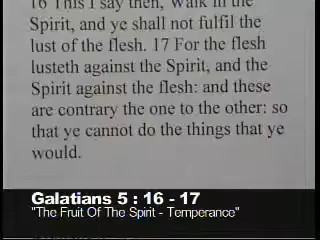 16 This I say then, Walk in the
Spirit, and ye shall not fulfil the
lust of the flesh. 17 For the flesh
lusteth against the Spirit, and the
Spirit against the flesh: and these
are contrary the one to the other: so
that ye cannot do the things that ye
would.
Galatians 5 : 16 - 17
"The Fruit Of The Spirit - Temperance"